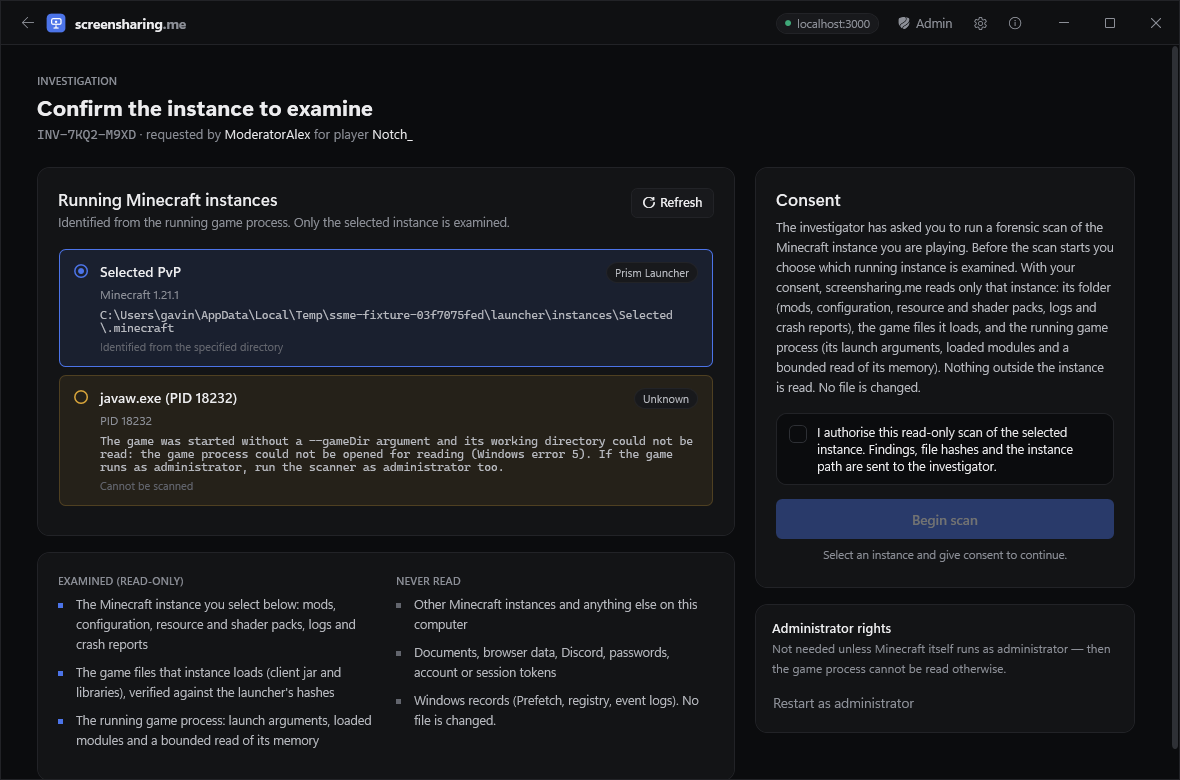 screensharing.me
localhost:3000
Admin
INVESTIGATION
Confirm the instance to examine
INV-7KQ2-M9XD · requested by ModeratorAlex for player Notch_
Running Minecraft instances
Identified from the running game process. Only the selected instance is examined.
Refresh
Selected PvP
Prism Launcher
Minecraft 1.21.1
C:\Users\gavin\AppData\Local\Temp\ssme-fixture-03f7075fed\launcher\instances\Selected
\.minecraft
Identified from the specified directory
javaw.exe (PID 18232)
Unknown
PID 18232
The game was started without a --gameDir argument and its working directory could not be
read: the game process could not be opened for reading (Windows error 5). If the game
runs as administrator, run the scanner as administrator too.
Cannot be scanned
EXAMINED (READ-ONLY)
The Minecraft instance you select below: mods,
configuration, resource and shader packs, logs and
crash reports
The game files that instance loads (client jar and
libraries), verified against the launcher's hashes
The running game process: launch arguments, loaded
modules and a bounded read of its memory
NEVER READ
Other Minecraft instances and anything else on this
computer
Documents, browser data, Discord, passwords,
account or session tokens
Windows records (Prefetch, registry, event logs). No
file is changed.
Consent
The investigator has asked you to run a forensic scan of the
Minecraft instance you are playing. Before the scan starts you
choose which running instance is examined. With your
consent, screensharing.me reads only that instance: its folder
(mods, configuration, resource and shader packs, logs and
crash reports), the game files it loads, and the running game
process (its launch arguments, loaded modules and a
bounded read of its memory). Nothing outside the instance
is read. No file is changed.
I authorise this read-only scan of the selected
instance. Findings, file hashes and the instance
path are sent to the investigator.
Begin scan
Select an instance and give consent to continue.
Administrator rights
Not needed unless Minecraft itself runs as administrator — then
the game process cannot be read otherwise.
Restart as administrator